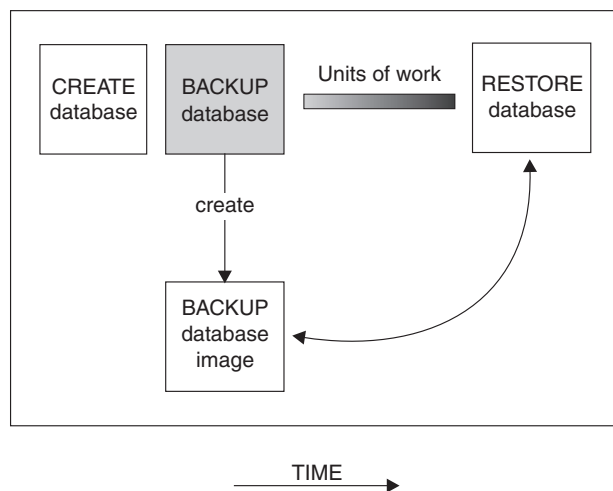 CREATE
database
BACKUP
database
Units of work
RESTORE
database
create
BACKUP
database
image
TIME